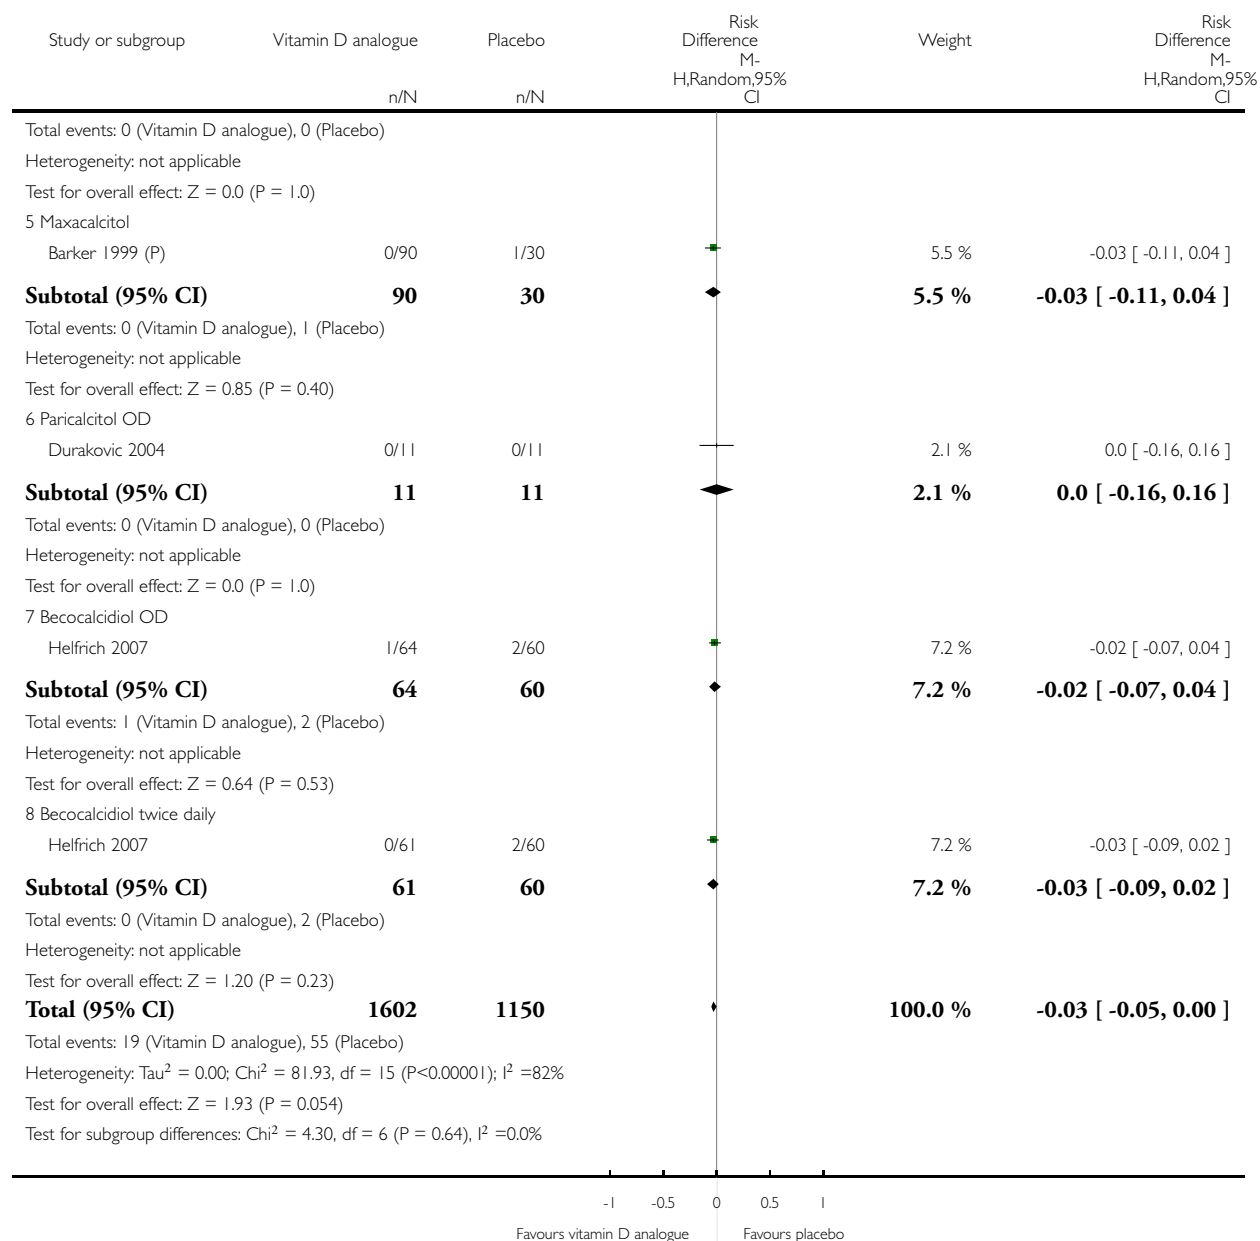 Study or subgroup Vitamin D analogue Placebo Risk Difference Weight Risk Difference
M-H,Random,95% CI M-H,Random,95% CI
n/N n/N
Total events: 0 (Vitamin D analogue), 0 (Placebo)
Heterogeneity: not applicable
Test for overall effect: Z = 0.0 (P = 1.0)
5 Maxacalcitol
Barker 1999 (P) 0/90 1/30 5.5 % -0.03 [ -0.11, 0.04 ]
Subtotal (95% CI) 90 30 5.5 % -0.03 [ -0.11, 0.04 ]
Total events: 0 (Vitamin D analogue), 1 (Placebo)
Heterogeneity: not applicable
Test for overall effect: Z = 0.85 (P = 0.40)
6 Paricalcitol OD
Durakovic 2004 0/11 0/11 2.1 % 0.0 [ -0.16, 0.16 ]
Subtotal (95% CI) 11 11 2.1 % 0.0 [ -0.16, 0.16 ]
Total events: 0 (Vitamin D analogue), 0 (Placebo)
Heterogeneity: not applicable
Test for overall effect: Z = 0.0 (P = 1.0)
7 Becocalcidiol OD
Helfrich 2007 1/64 2/60 7.2 % -0.02 [ -0.07, 0.04 ]
Subtotal (95% CI) 64 60 7.2 % -0.02 [ -0.07, 0.04 ]
Total events: 1 (Vitamin D analogue), 2 (Placebo)
Heterogeneity: not applicable
Test for overall effect: Z = 0.64 (P = 0.53)
8 Becocalcidiol twice daily
Helfrich 2007 0/61 2/60 7.2 % -0.03 [ -0.09, 0.02 ]
Subtotal (95% CI) 61 60 7.2 % -0.03 [ -0.09, 0.02 ]
Total events: 0 (Vitamin D analogue), 2 (Placebo)
Heterogeneity: not applicable
Test for overall effect: Z = 1.20 (P = 0.23)
Total (95% CI) 1602 1150 100.0 % -0.03 [ -0.05, 0.00 ]
Total events: 19 (Vitamin D analogue), 55 (Placebo)
Heterogeneity: Tau² = 0.00; Chi² = 81.93, df = 15 (P<0.00001); I² =82%
Test for overall effect: Z = 1.93 (P = 0.054)
Test for subgroup differences: Chi² = 4.30, df = 6 (P = 0.64), I² =0.0%
-1 -0.5 0 0.5 1
Favours vitamin D analogue Favours placebo